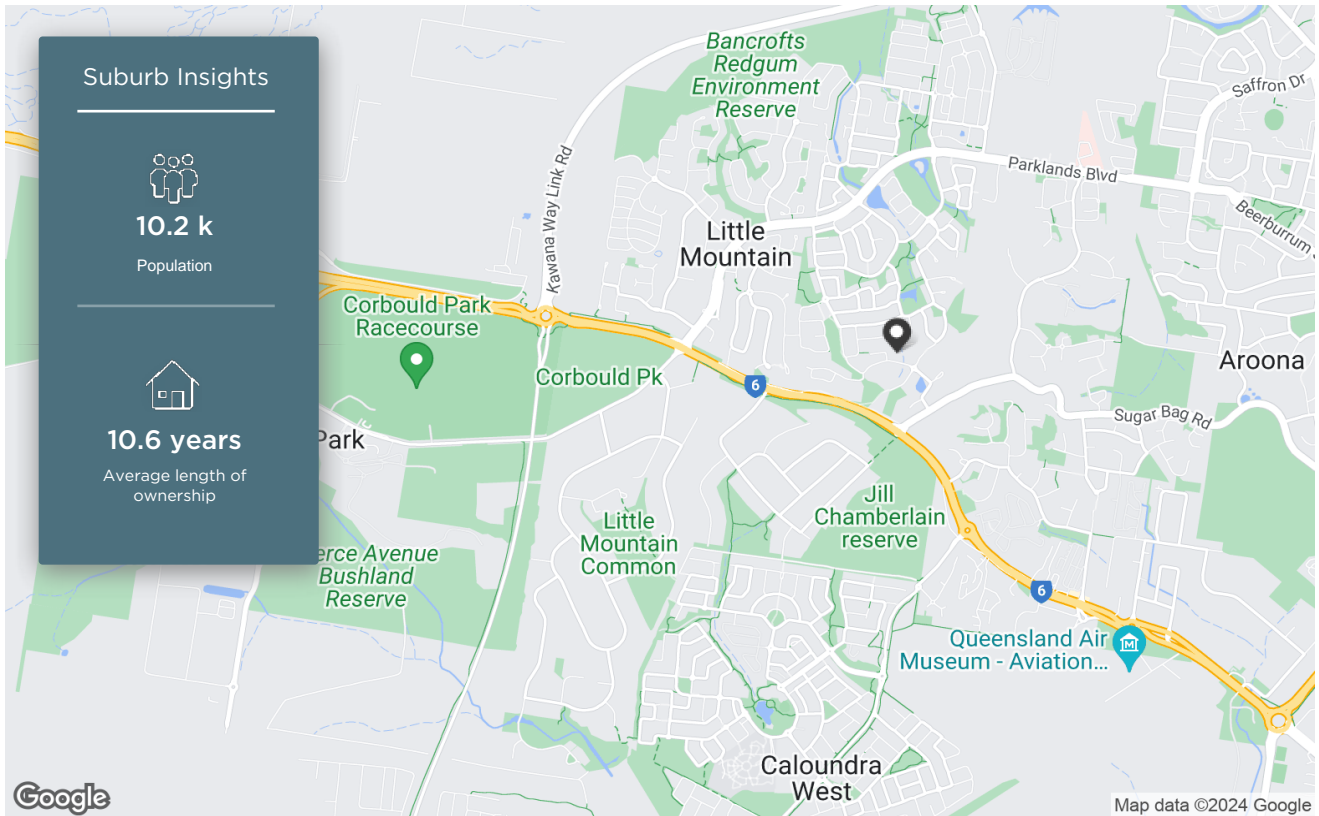 Suburb Insights
10.2 k
Population
10.6 years
Average length of
ownership
Bancrofts
Redgum
Environment
Reserve
Saffron Dr
Parklands Blvd
Beerburrum
Kawana Way Link Rd
Little
Mountain
Corbould Park
Racecourse
Corbould Pk
6
Aroona
Sugar Bag Rd
Park
Jill
Chamberlain
reserve
Little
Mountain
Common
erce Avenue
Bushland
Reserve
6
Queensland Air
Museum - Aviation...
M
Caloundra
West
Google
Map data ©2024 Google